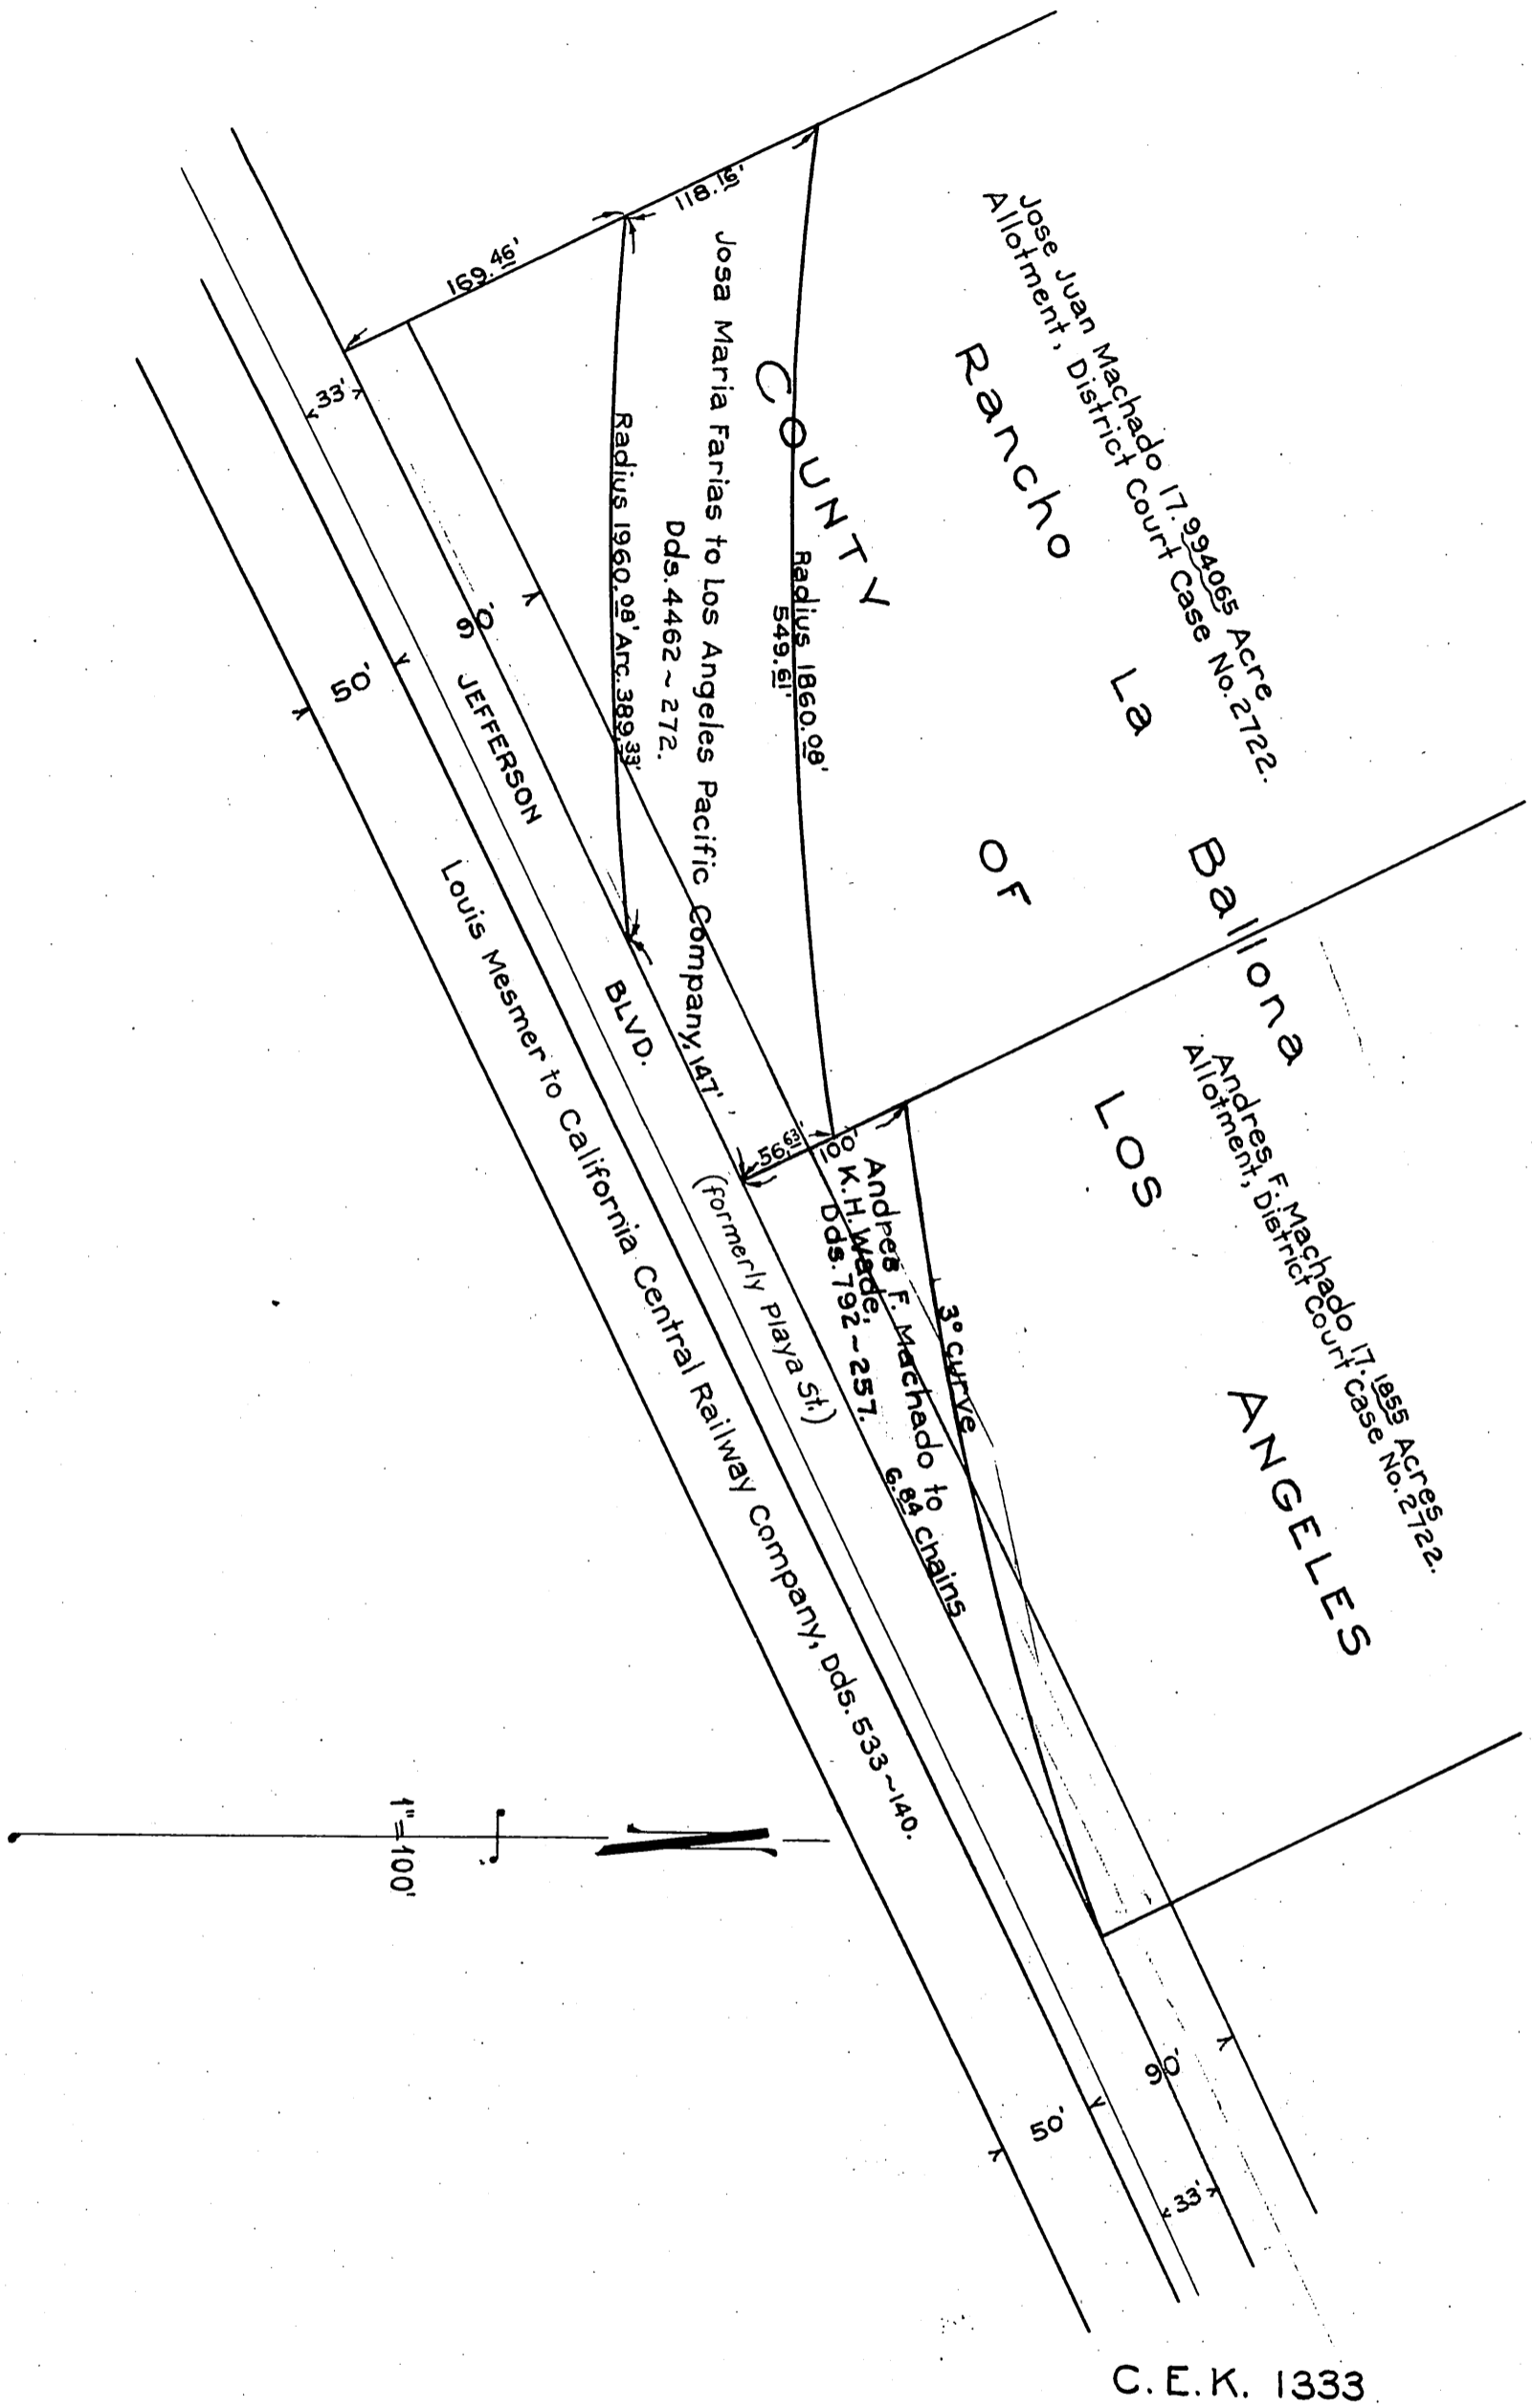 Jose Juan Machado 17.994065 Acre
Allotment, District Court Case No. 2722.
Rancho La Ballona
COUNTY OF LOS ANGELES
118.16'
169.46'
Josa Maria Farias to Los Angeles Pacific Company, 147'
Dds. 4462~272.
Radius 1860.08'
549.61'
Radius 1960.08' Arc. 389.33'
33'
60'
50'
JEFFERSON BLVD.
(formerly Playa St.)
Louis Mesmer to California Central Railway Company, Dds. 533~140.
56.63'
100'
Andres F. Machado to
K.H. Wade,
Dds. 792~257.
3° curve
6.84 chains
Andres F. Machado 17.1855 Acres
Allotment, District Court Case No. 2722.
1"=100'
60'
50'
33'
C.E.K. 1333